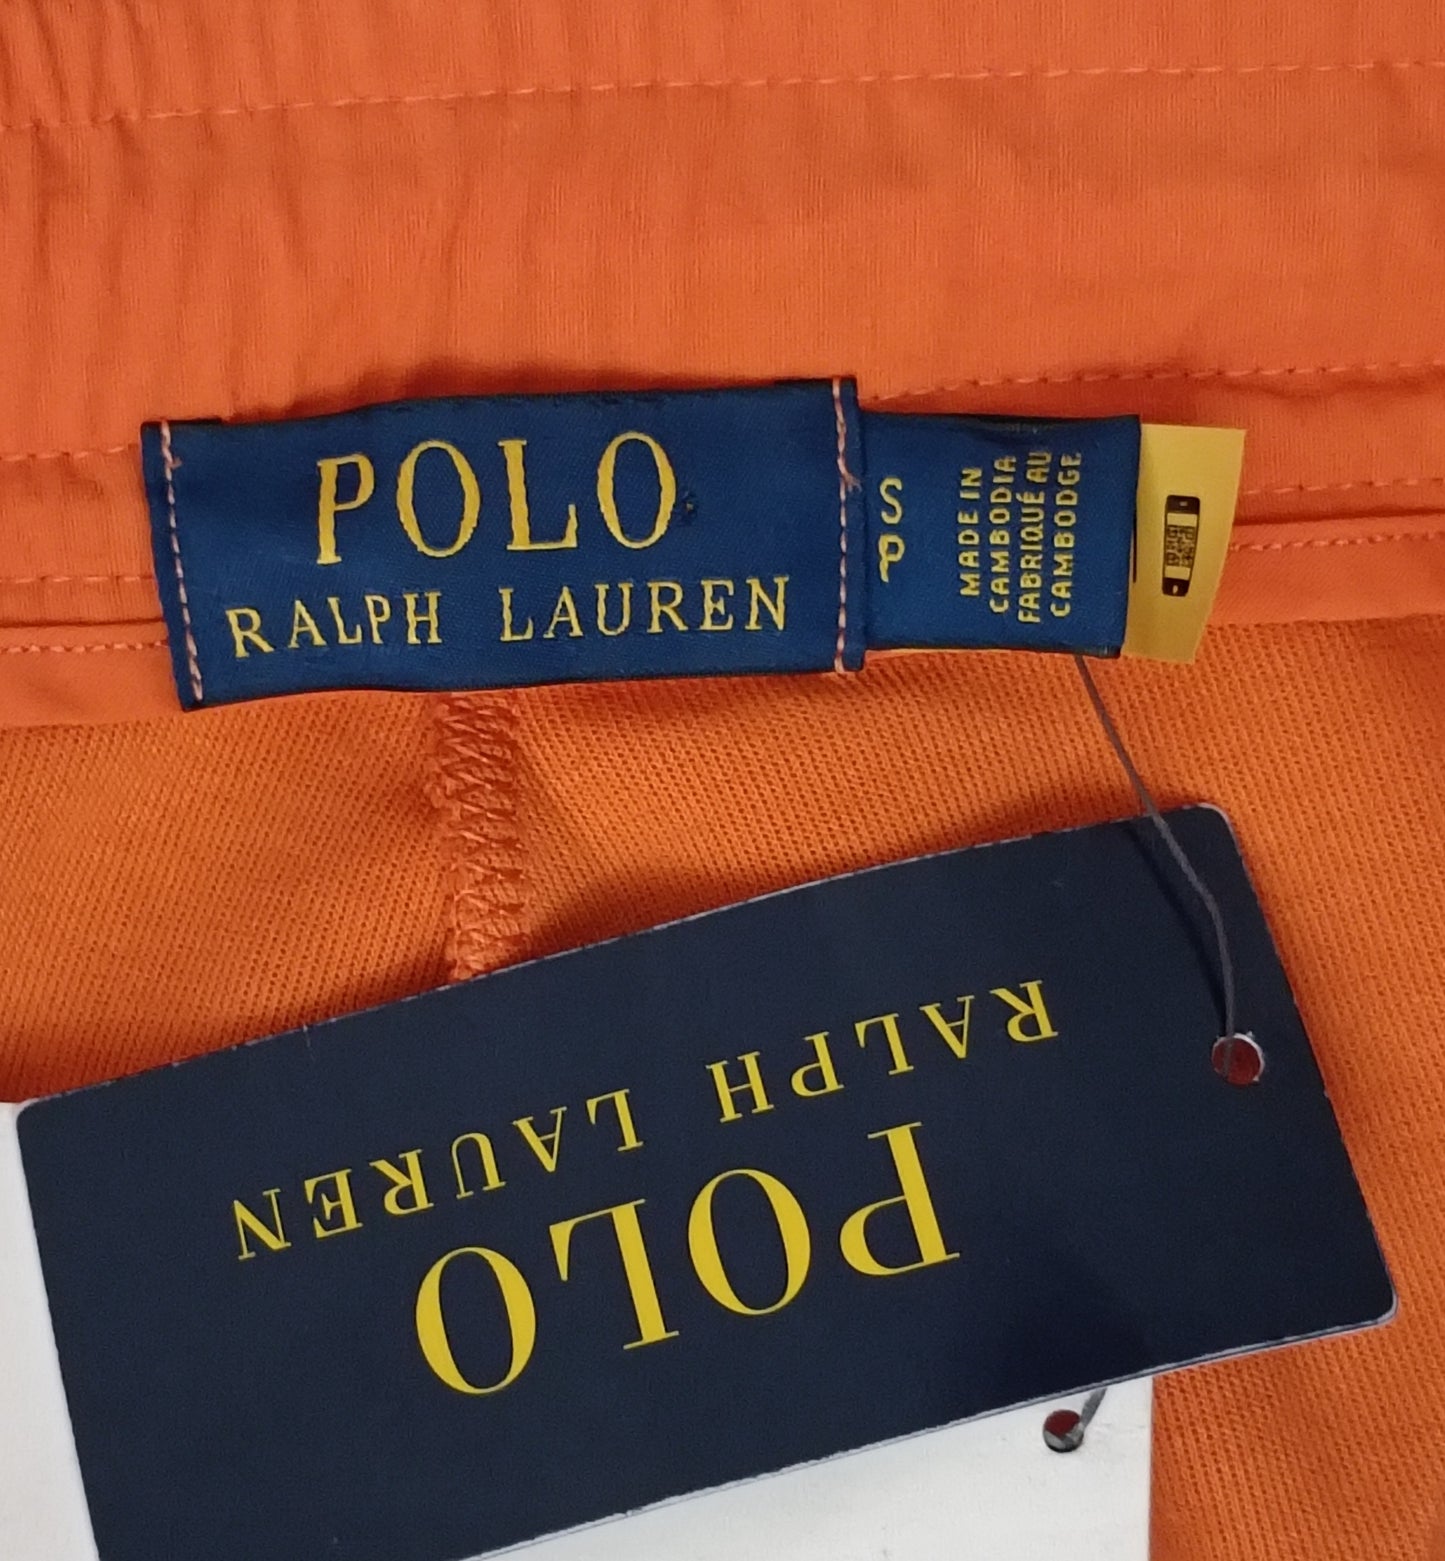 POLO
RALPH LAUREN
S
P
MADE IN
CAMBODIA
FABRIQUÉ AU
CAMBODGE
POLO
RALPH LAUREN